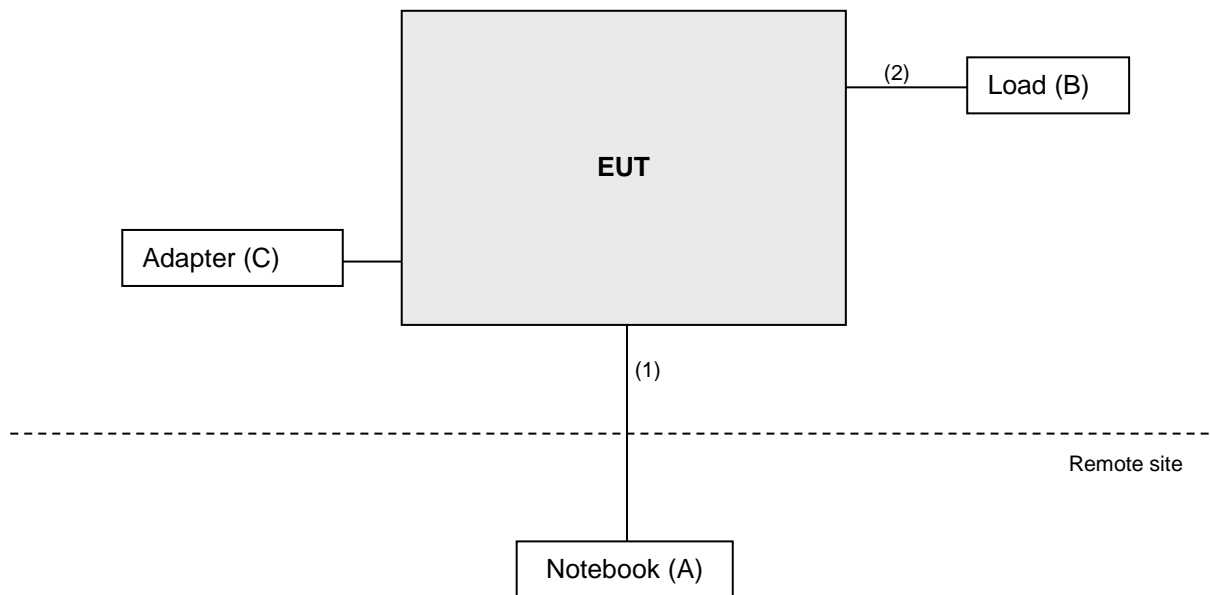 (2)
Load (B)
EUT
Adapter (C)
(1)
Remote site
Notebook (A)